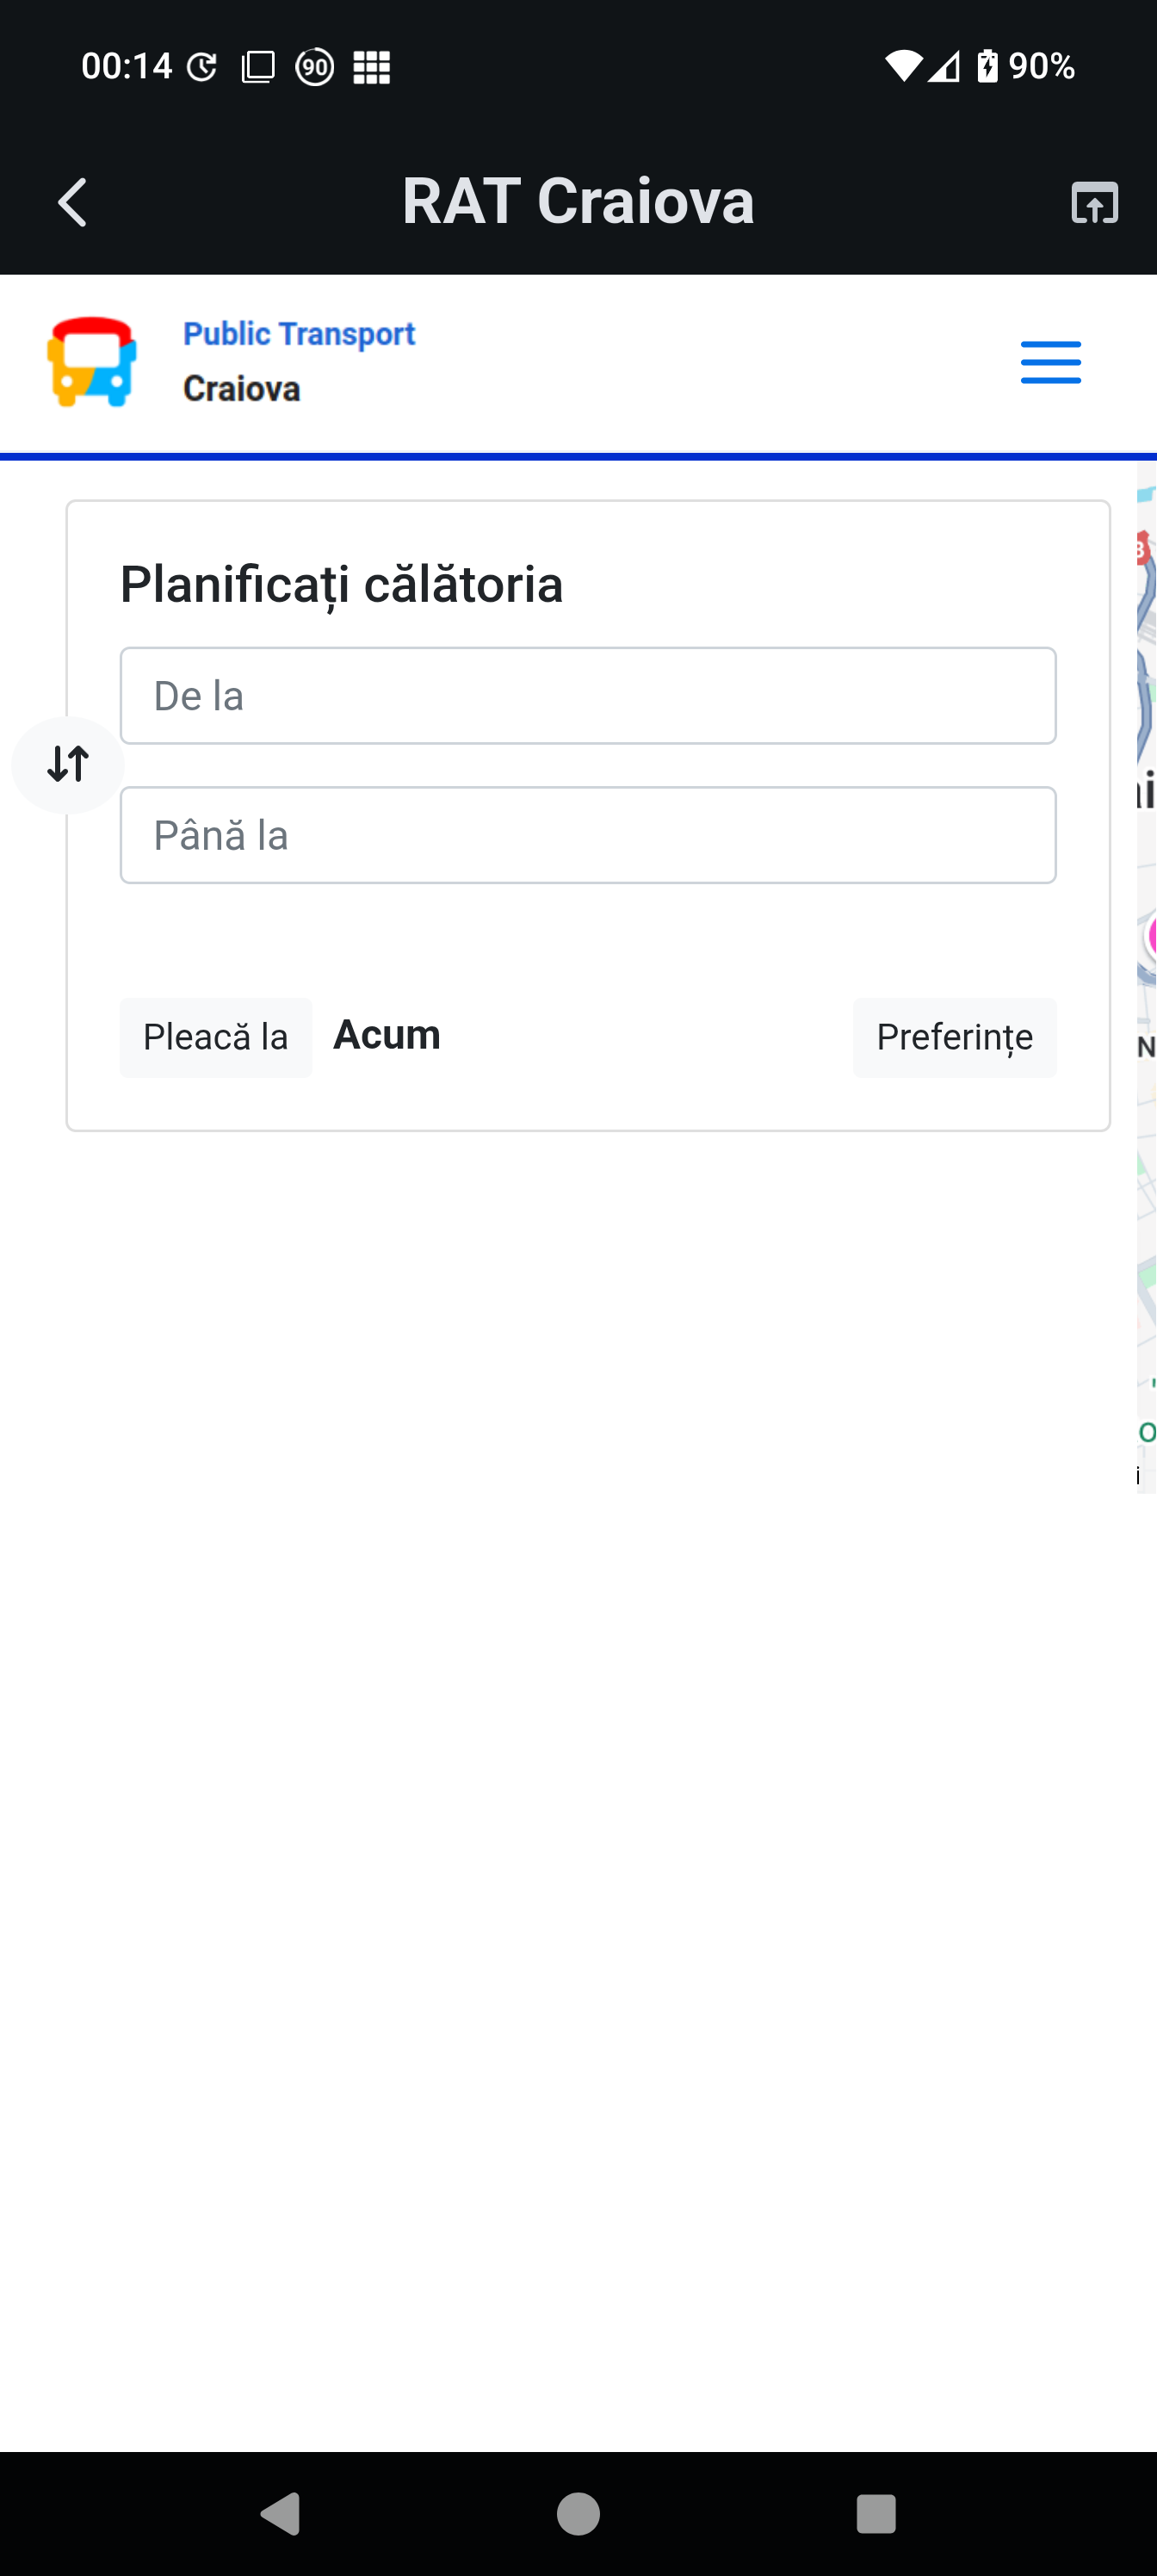 00:14 90 90%
RAT Craiova
Public Transport
Craiova
Planificați călătoria
De la
Până la
Pleacă la Acum Preferințe